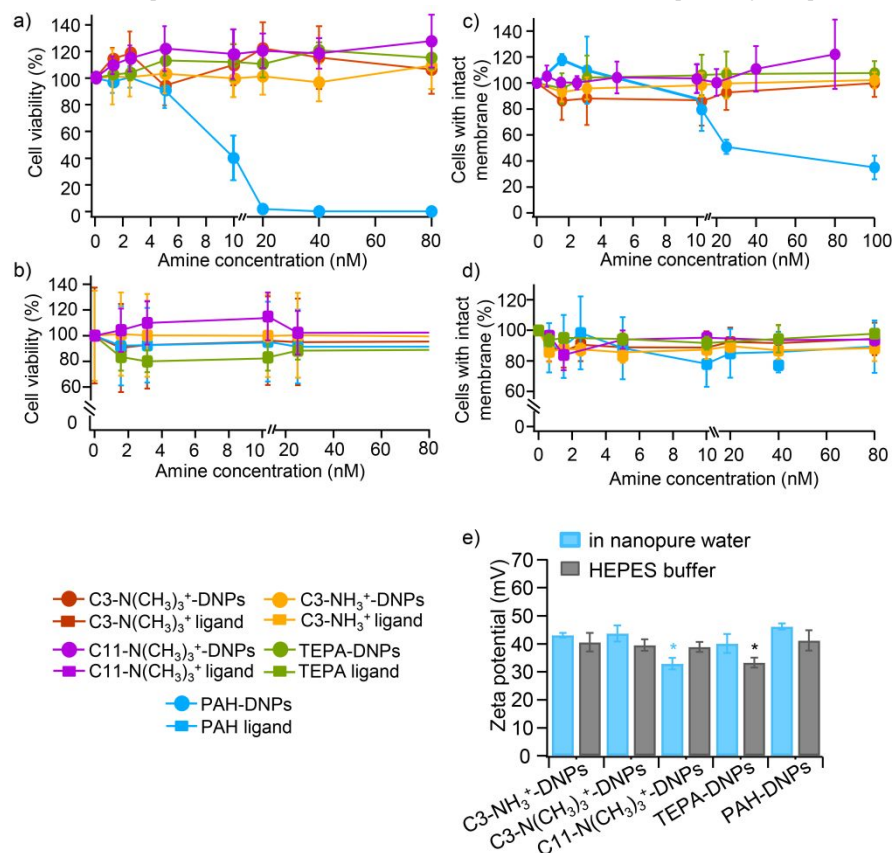 a)
140
120
100
80
60
40
20
0
Cell viability (%)
0 2 4 6 8 10 20 40 60 80
Amine concentration (nM)
c)
140
120
100
80
60
40
20
0
Cells with intact
membrane (%)
0 2 4 6 8 10 20 40 60 80 100
Amine concentration (nM)
b)
140
120
100
80
60
0
Cell viability (%)
0 2 4 6 8 10 20 40 60 80
Amine concentration (nM)
d)
120
100
80
60
0
Cells with intact
membrane (%)
0 2 4 6 8 10 20 40 60 80
Amine concentration (nM)
C3-N(CH₃)₃⁺-DNPs
C3-N(CH₃)₃⁺ ligand
C3-NH₃⁺-DNPs
C3-NH₃⁺ ligand
C11-N(CH₃)₃⁺-DNPs
C11-N(CH₃)₃⁺ ligand
TEPA-DNPs
TEPA ligand
PAH-DNPs
PAH ligand
e)
in nanopure water
HEPES buffer
70
60
50
40
30
20
10
0
Zeta potential (mV)
* *
C3-NH₃⁺-DNPs
C3-N(CH₃)₃⁺-DNPs
C11-N(CH₃)₃⁺-DNPs
TEPA-DNPs
PAH-DNPs